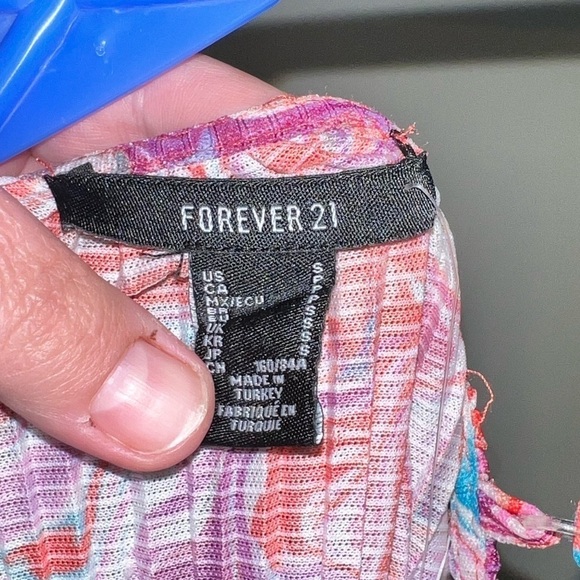 FOREVER 21
US S
CA S
MX/ECU P
BR P
EU S
UK S
KR S
JP S
CH 160/84A
MADE IN
TURKEY
FABRIQUÉ EN
TURQUIE